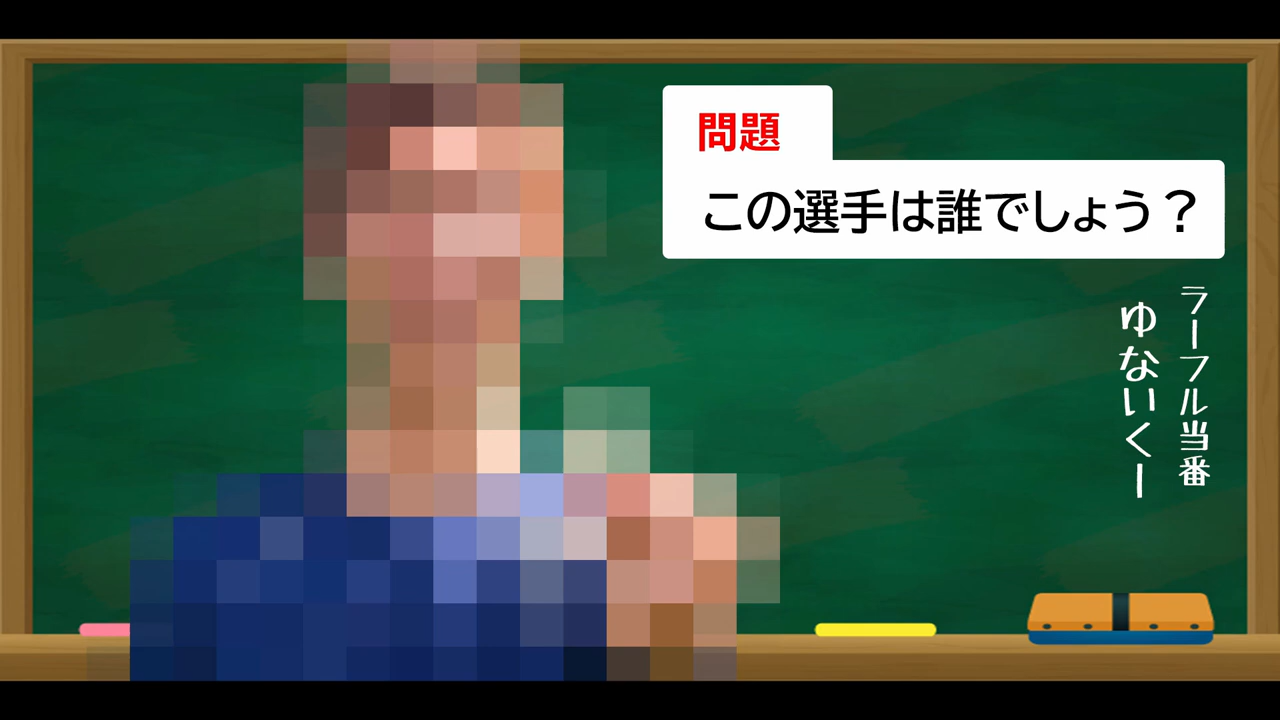 問題
この選手は誰でしょう？
ラーフル当番
ゆないくー